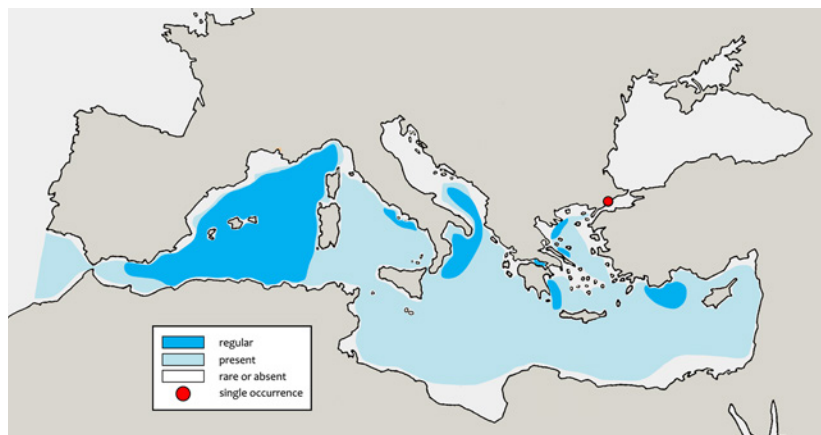 regular
present
rare or absent
single occurrence